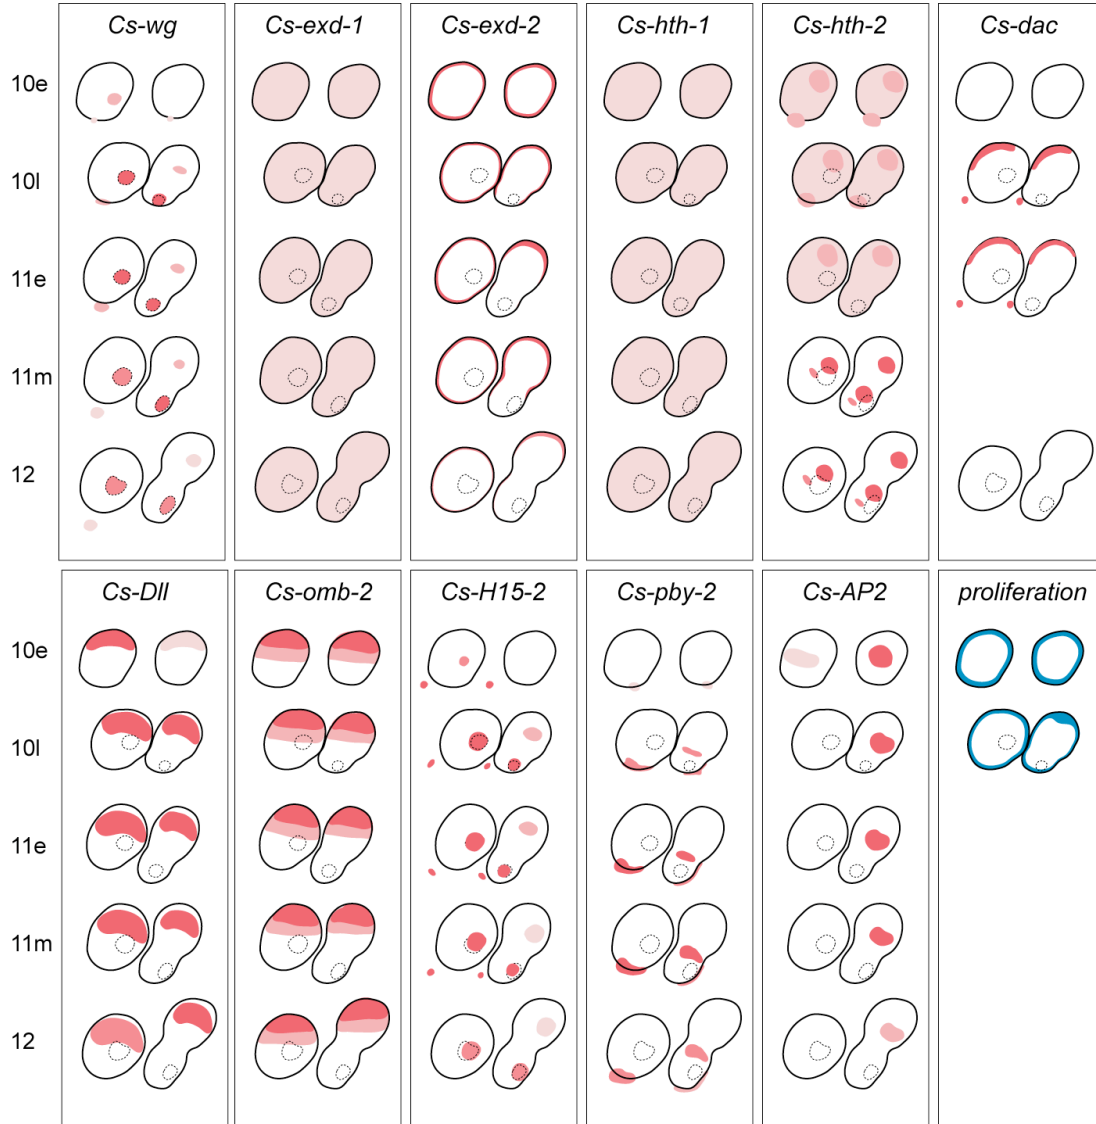 Cs-wg Cs-exd-1 Cs-exd-2 Cs-hth-1 Cs-hth-2 Cs-dac
10e
10l
11e
11m
12
Cs-Dll Cs-omb-2 Cs-H15-2 Cs-pby-2 Cs-AP2 proliferation
10e
10l
11e
11m
12